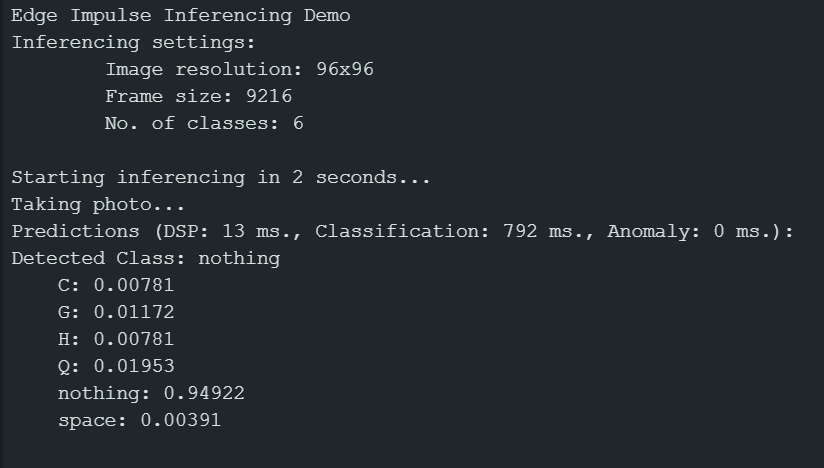 Edge Impulse Inferencing Demo
Inferencing settings:
Image resolution: 96x96
Frame size: 9216
No. of classes: 6
Starting inferencing in 2 seconds...
Taking photo...
Predictions (DSP: 13 ms., Classification: 792 ms., Anomaly: 0 ms.):
Detected Class: nothing
C: 0.00781
G: 0.01172
H: 0.00781
Q: 0.01953
nothing: 0.94922
space: 0.00391